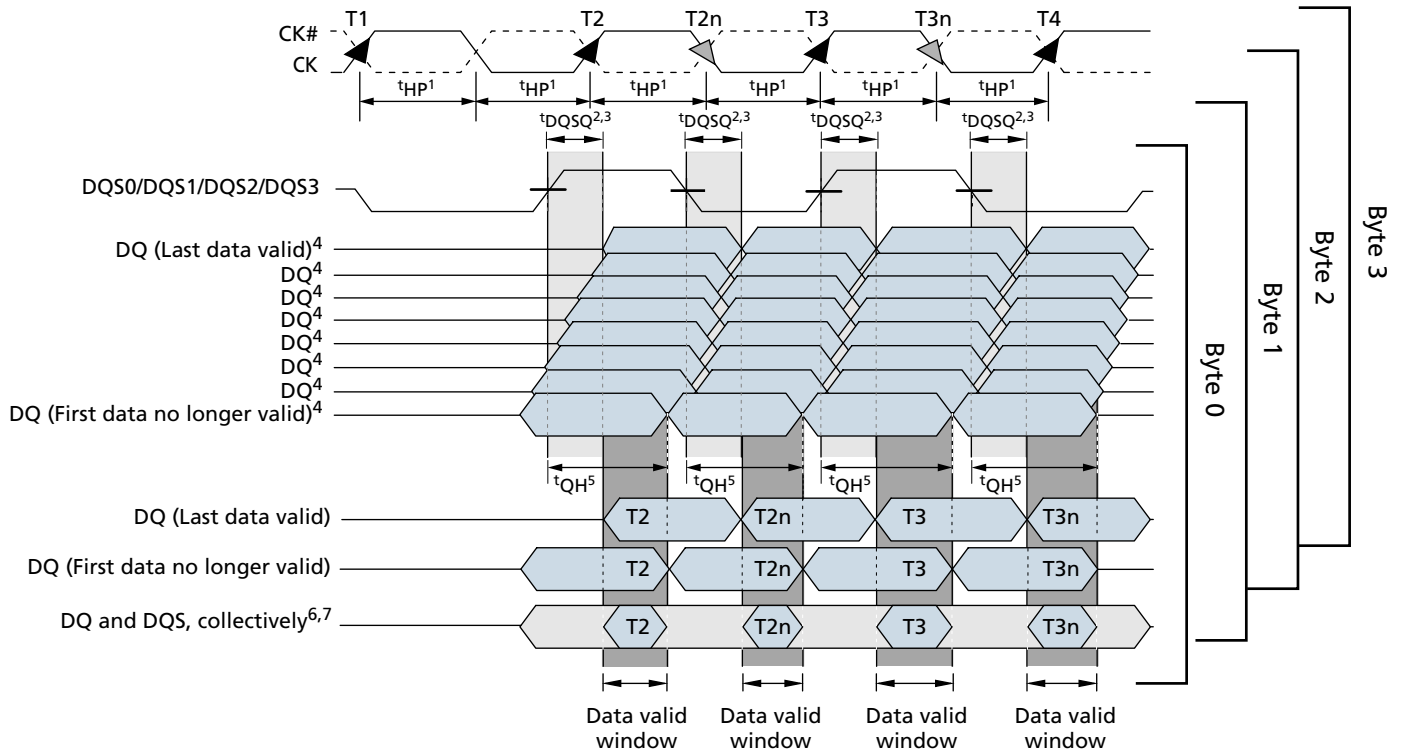 T1 T2 T2n T3 T3n T4
CK#
CK
tHP1 tHP1 tHP1 tHP1 tHP1 tHP1
tDQSQ2,3 tDQSQ2,3 tDQSQ2,3 tDQSQ2,3
DQS0/DQS1/DQS2/DQS3
DQ (Last data valid)4
DQ4
DQ4
DQ4
DQ4
DQ4
DQ4
DQ (First data no longer valid)4
tQH5 tQH5 tQH5 tQH5
DQ (Last data valid) T2 T2n T3 T3n
DQ (First data no longer valid) T2 T2n T3 T3n
DQ and DQS, collectively6,7 T2 T2n T3 T3n
Data valid window
Data valid window
Data valid window
Data valid window
Byte 0
Byte 1
Byte 2
Byte 3